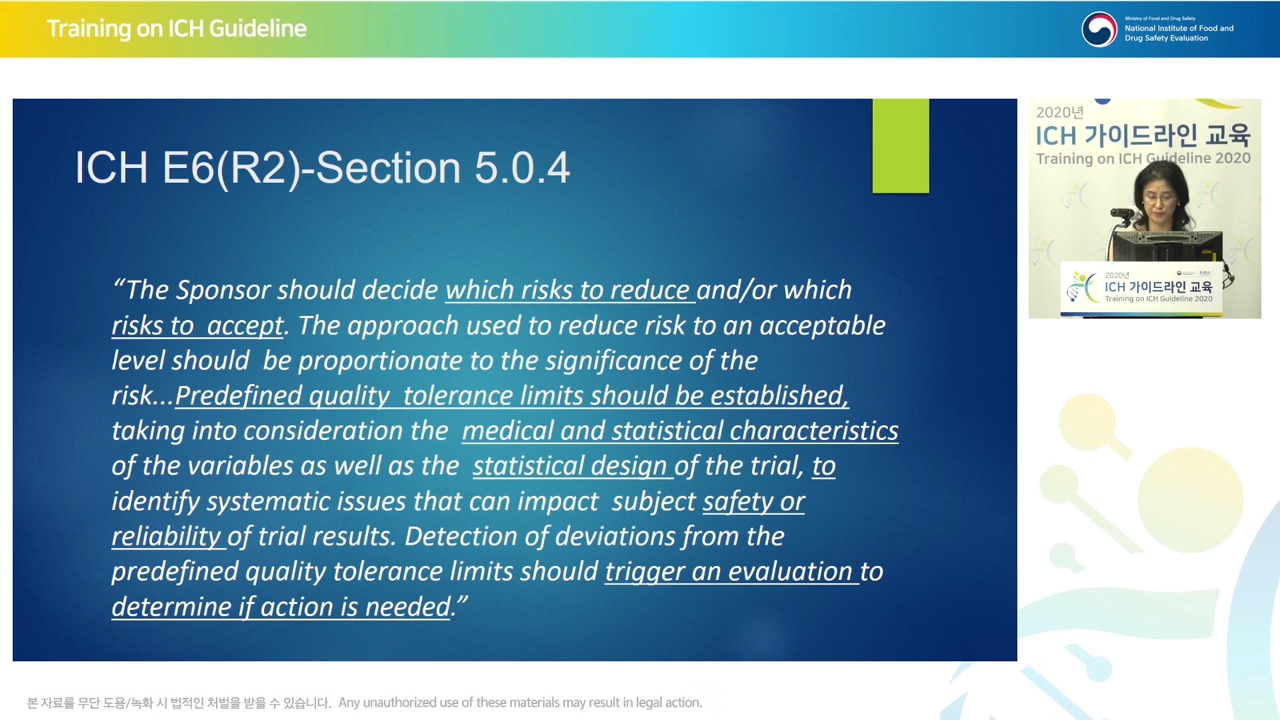 Training on ICH Guideline
Ministry of Food and Drug Safety
National Institute of Food and
Drug Safety Evaluation
ICH E6(R2)-Section 5.0.4
“The Sponsor should decide which risks to reduce and/or which
risks to accept. The approach used to reduce risk to an acceptable
level should be proportionate to the significance of the
risk...Predefined quality tolerance limits should be established,
taking into consideration the medical and statistical characteristics
of the variables as well as the statistical design of the trial, to
identify systematic issues that can impact subject safety or
reliability of trial results. Detection of deviations from the
predefined quality tolerance limits should trigger an evaluation to
determine if action is needed.”
2020년
ICH 가이드라인 교육
Training on ICH Guideline 2020
2020년
ICH 가이드라인 교육
Training on ICH Guideline 2020
본 자료를 무단 도용/녹화 시 법적인 처벌을 받을 수 있습니다. Any unauthorized use of these materials may result in legal action.